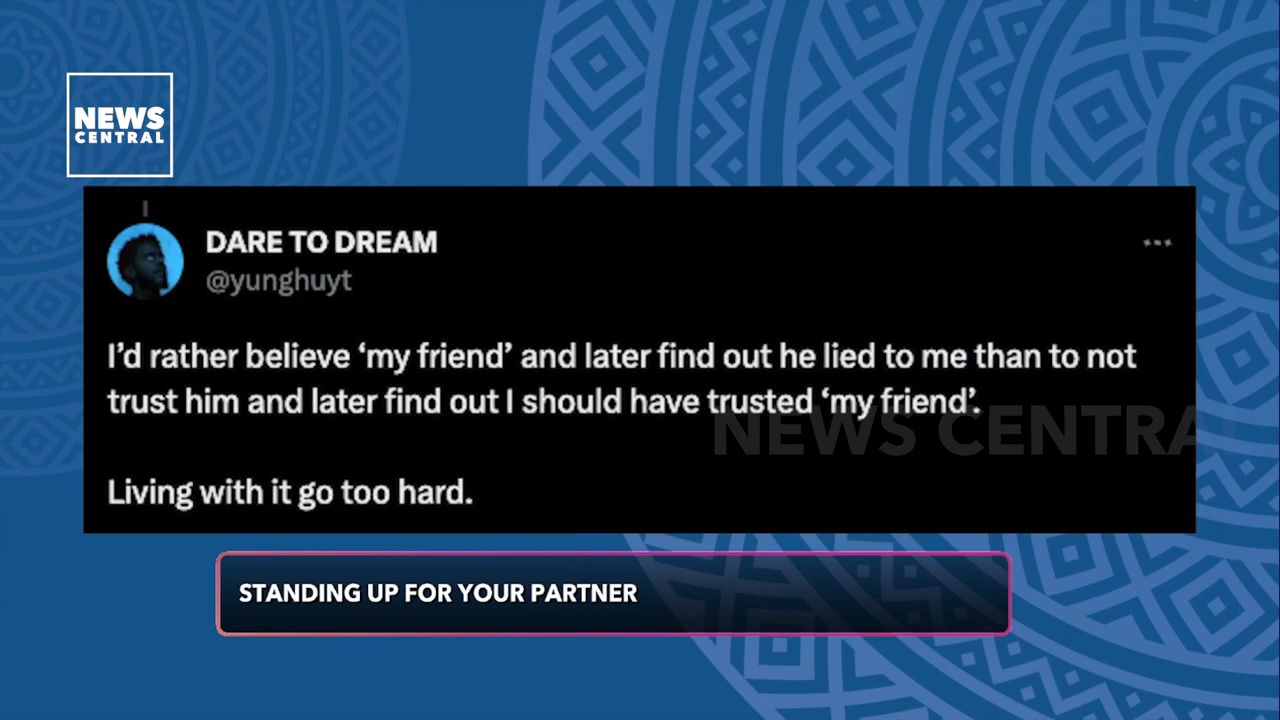 NEWS
CENTRAL
DARE TO DREAM
@yunghuyt
I’d rather believe ‘my friend’ and later find out he lied to me than to not
trust him and later find out I should have trusted ‘my friend’.
NEWS CENTRAL
Living with it go too hard.
STANDING UP FOR YOUR PARTNER